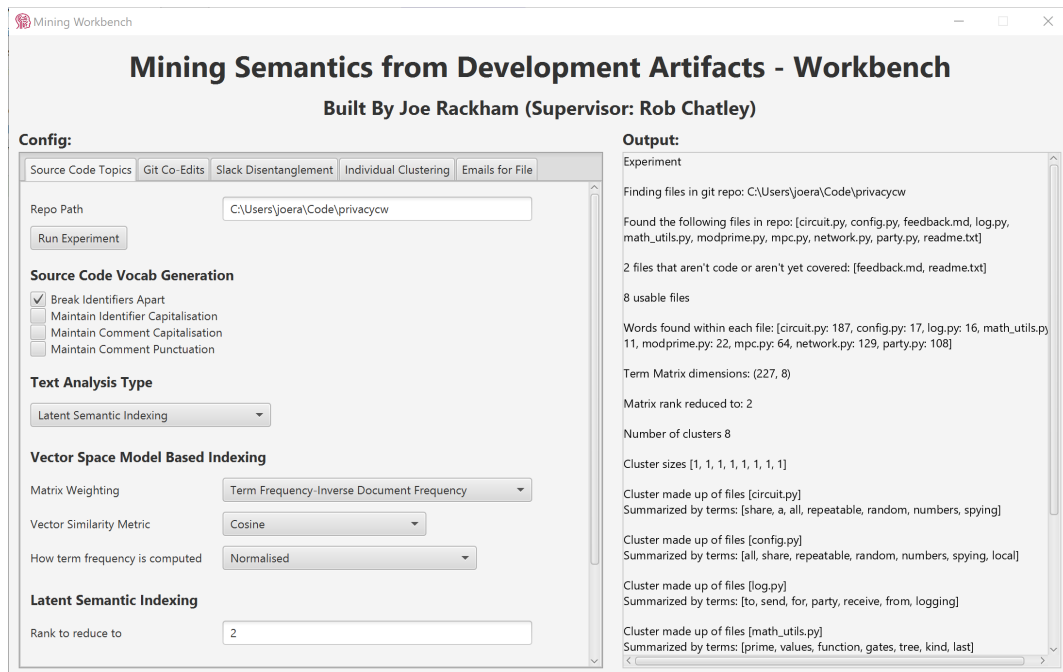 Mining Workbench
Mining Semantics from Development Artifacts - Workbench
Built By Joe Rackham (Supervisor: Rob Chatley)
Config:
Source Code Topics
Git Co-Edits
Slack Disentanglement
Individual Clustering
Emails for File
Repo Path
C:\Users\joera\Code\privacycw
Run Experiment
Source Code Vocab Generation
Break Identifiers Apart
Maintain Identifier Capitalisation
Maintain Comment Capitalisation
Maintain Comment Punctuation
Text Analysis Type
Latent Semantic Indexing
Vector Space Model Based Indexing
Matrix Weighting
Term Frequency-Inverse Document Frequency
Vector Similarity Metric
Cosine
How term frequency is computed
Normalised
Latent Semantic Indexing
Rank to reduce to
2
Output:
Experiment
Finding files in git repo: C:\Users\joera\Code\privacycw
Found the following files in repo: [circuit.py, config.py, feedback.md, log.py,
math_utils.py, modprime.py, mpc.py, network.py, party.py, readme.txt]
2 files that aren't code or aren't yet covered: [feedback.md, readme.txt]
8 usable files
Words found within each file: [circuit.py: 187, config.py: 17, log.py: 16, math_utils.py
11, modprime.py: 22, mpc.py: 64, network.py: 129, party.py: 108]
Term Matrix dimensions: (227, 8)
Matrix rank reduced to: 2
Number of clusters 8
Cluster sizes [1, 1, 1, 1, 1, 1, 1, 1]
Cluster made up of files [circuit.py]
Summarized by terms: [share, a, all, repeatable, random, numbers, spying]
Cluster made up of files [config.py]
Summarized by terms: [all, share, repeatable, random, numbers, spying, local]
Cluster made up of files [log.py]
Summarized by terms: [to, send, for, party, receive, from, logging]
Cluster made up of files [math_utils.py]
Summarized by terms: [prime, values, function, gates, tree, kind, last]